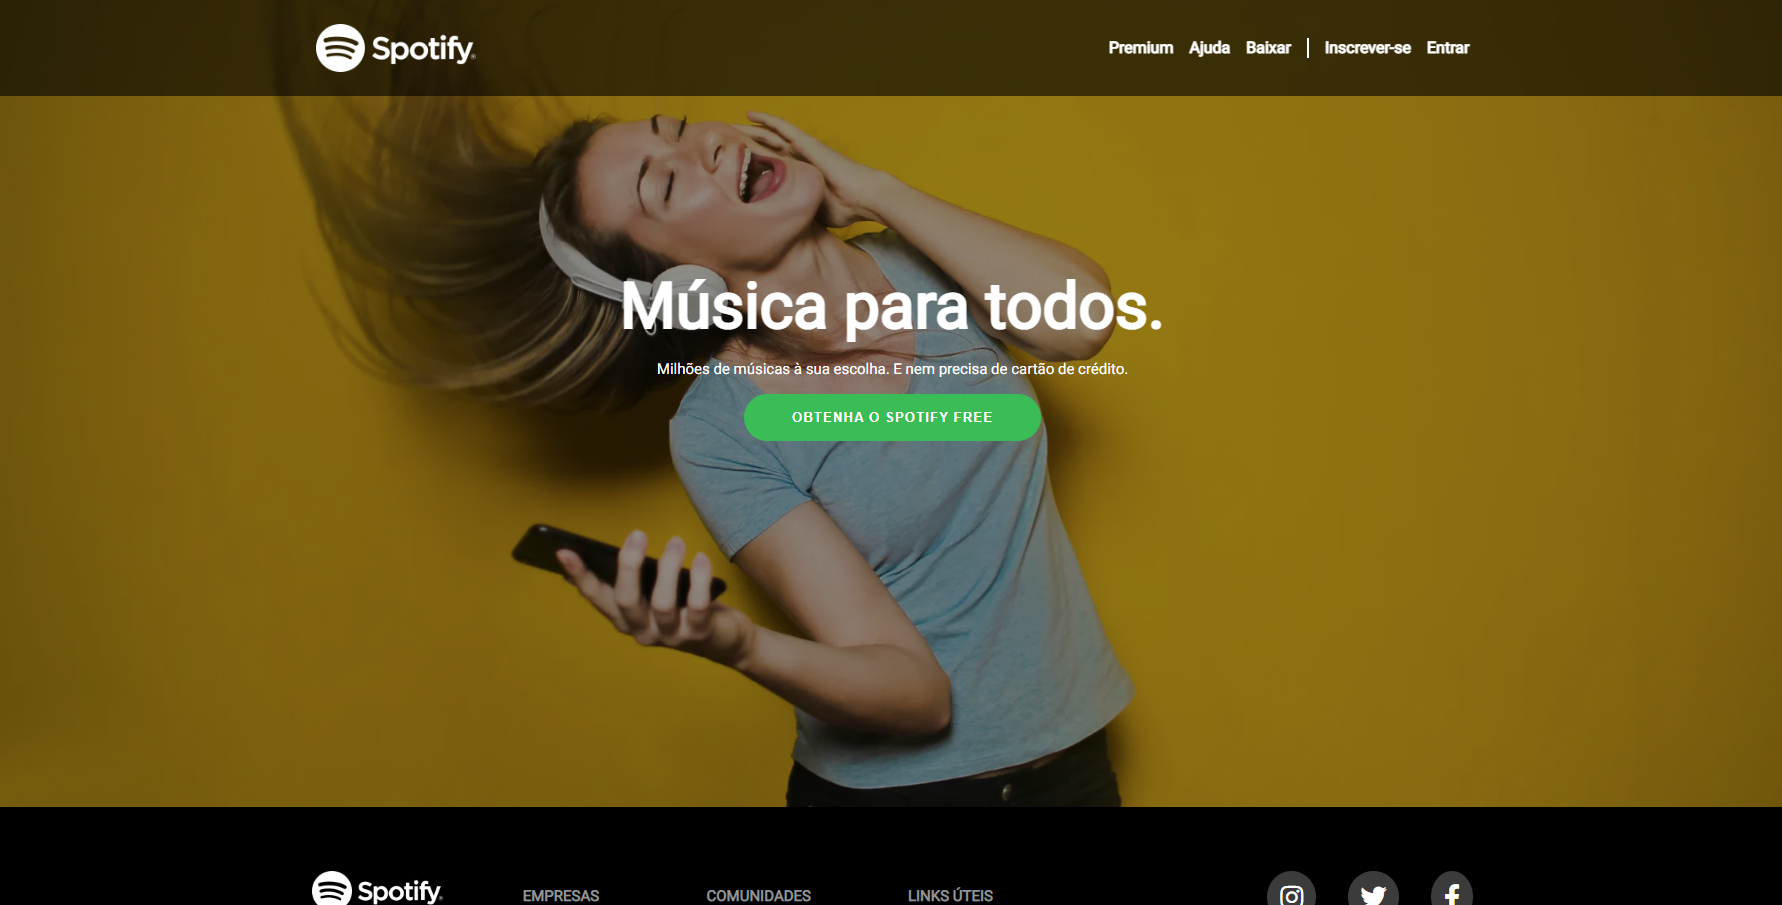 Spotify
Premium Ajuda Baixar Inscrever-se Entrar
Música para todos.
Milhões de músicas à sua escolha. E nem precisa de cartão de crédito.
OBTENHA O SPOTIFY FREE
Spotify
EMPRESAS COMUNIDADES LINKS ÚTEIS